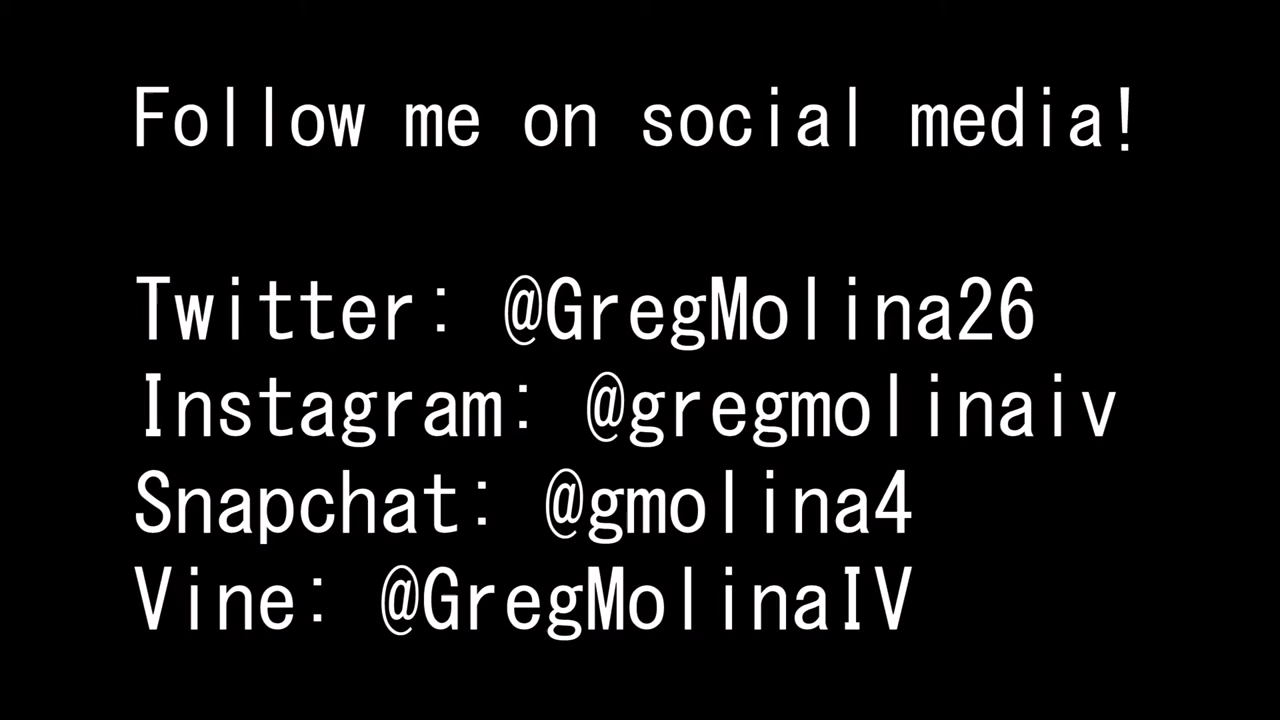 Follow me on social media!
Twitter: @GregMolina26
Instagram: @gregmolinaiv
Snapchat: @gmolina4
Vine: @GregMolinaIV